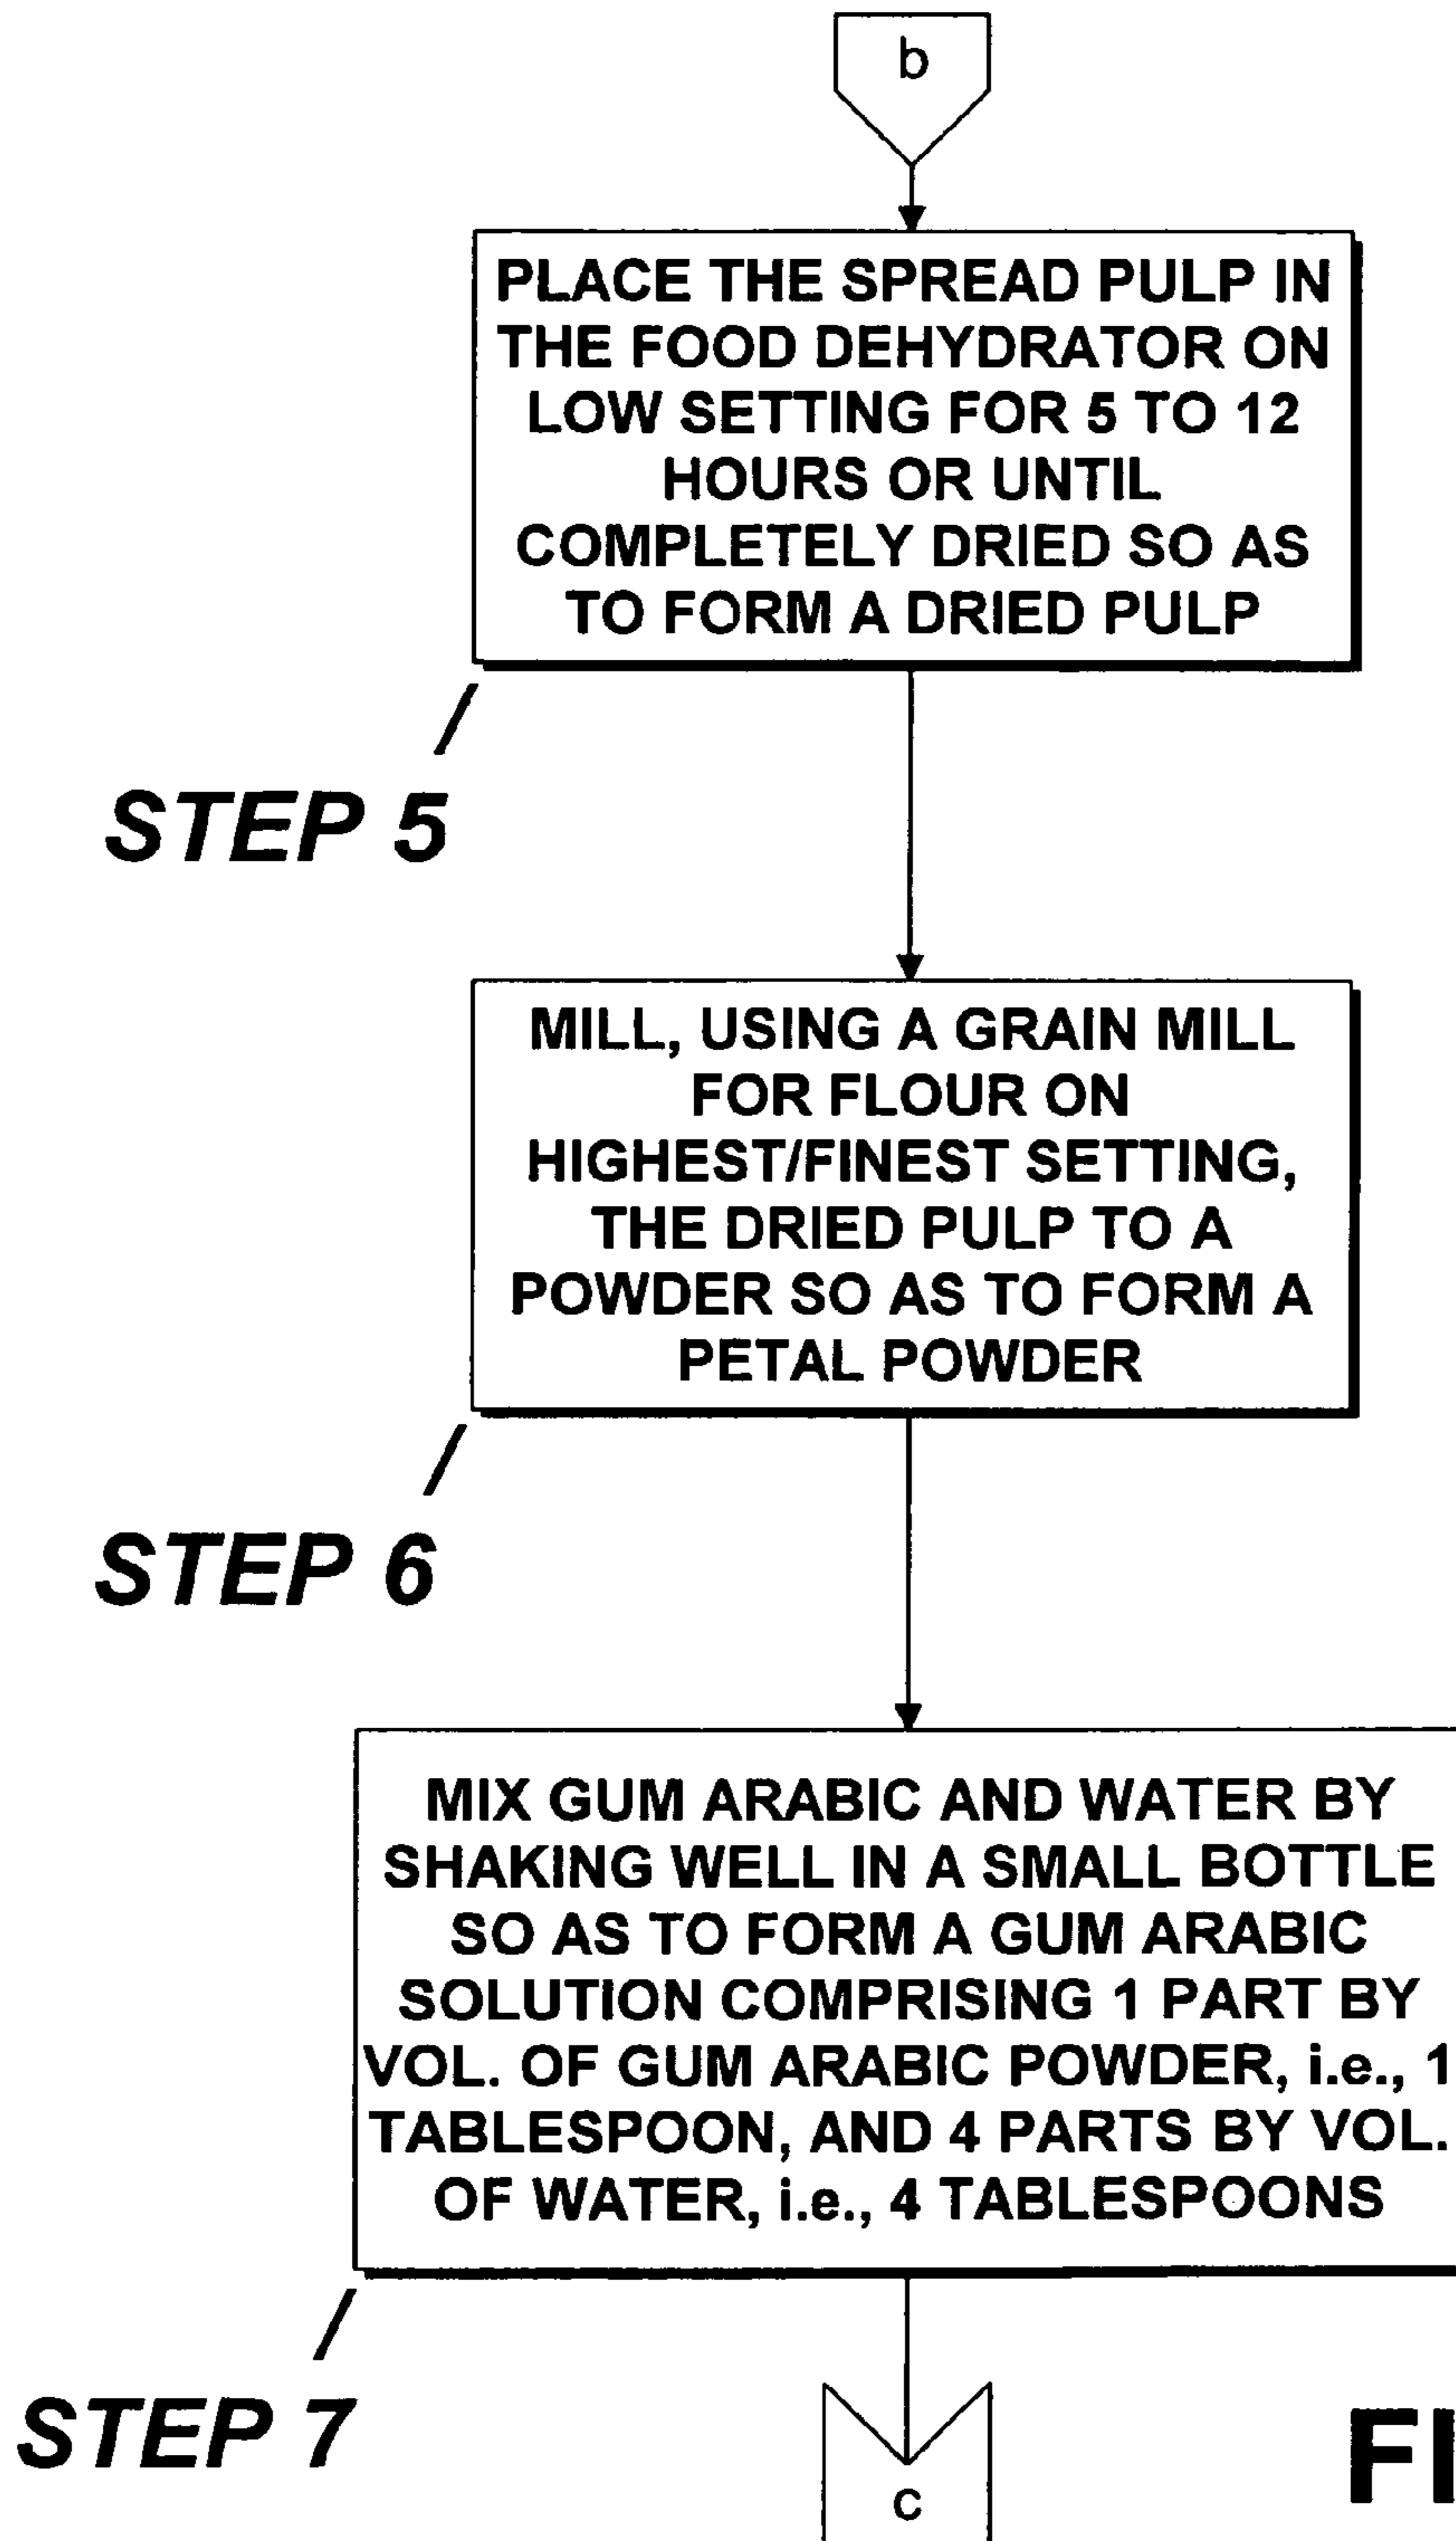 b
PLACE THE SPREAD PULP IN
THE FOOD DEHYDRATOR ON
LOW SETTING FOR 5 TO 12
HOURS OR UNTIL
COMPLETELY DRIED SO AS
TO FORM A DRIED PULP
STEP 5
MILL, USING A GRAIN MILL
FOR FLOUR ON
HIGHEST/FINEST SETTING,
THE DRIED PULP TO A
POWDER SO AS TO FORM A
PETAL POWDER
STEP 6
MIX GUM ARABIC AND WATER BY
SHAKING WELL IN A SMALL BOTTLE
SO AS TO FORM A GUM ARABIC
SOLUTION COMPRISING 1 PART BY
VOL. OF GUM ARABIC POWDER, i.e., 1
TABLESPOON, AND 4 PARTS BY VOL.
OF WATER, i.e., 4 TABLESPOONS
STEP 7
c
FI